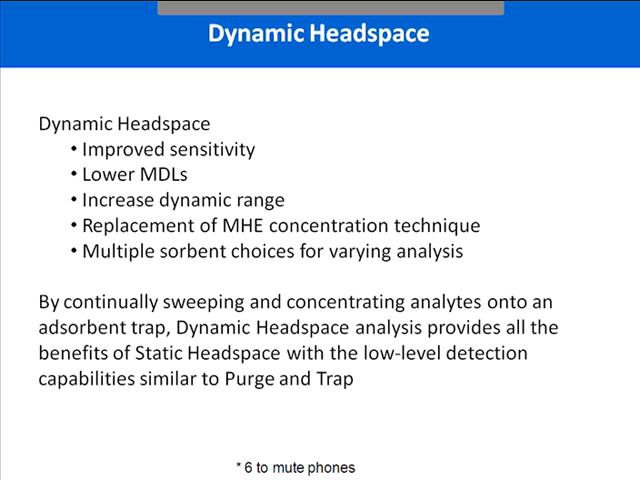 Dynamic Headspace
Dynamic Headspace
• Improved sensitivity
• Lower MDLs
• Increase dynamic range
• Replacement of MHE concentration technique
• Multiple sorbent choices for varying analysis
By continually sweeping and concentrating analytes onto an
adsorbent trap, Dynamic Headspace analysis provides all the
benefits of Static Headspace with the low-level detection
capabilities similar to Purge and Trap
* 6 to mute phones